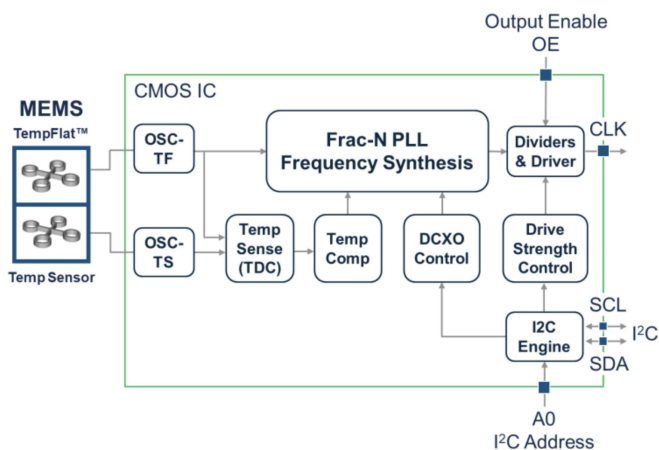 Output Enable
OE
CMOS IC
MEMS
TempFlat™
OSC-
TF
Frac-N PLL
Frequency Synthesis
Dividers
& Driver
CLK
OSC-
TS
Temp
Sense
(TDC)
Temp
Comp
DCXO
Control
Drive
Strength
Control
Temp Sensor
SCL
I2C
Engine
I²C
SDA
A0
I²C Address